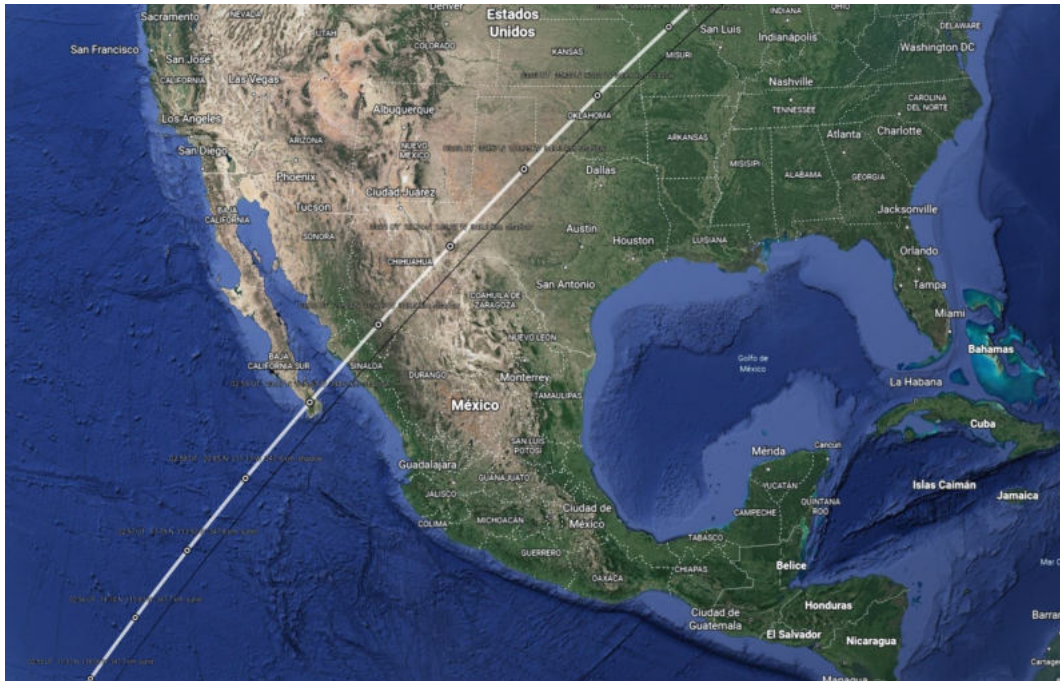 Sacramento
NEVADA
Denver
Estados
Unidos
INDIANA
OHIO
San Francisco
UTAH
COLORADO
KANSAS
San Luis
Indianápolis
DELAWARE
Washington DC
San José
CALIFORNIA
Las Vegas
MISURI
Nashville
Los Ángeles
Albuquerque
OKLAHOMA
TENNESSEE
CAROLINA
DEL NORTE
San Diego
ARIZONA
NUEVO
MÉXICO
ARKANSAS
Atlanta
Charlotte
Phoenix
Dallas
MISISIPI
ALABAMA
GEORGIA
BAJA
CALIFORNIA
Tucson
Ciudad Juárez
Jacksonville
SONORA
Austin
Houston
LUISIANA
Orlando
CHIHUAHUA
San Antonio
Tampa
COAHUILA DE
ZARAGOZA
Miami
BAJA
CALIFORNIA SUR
SINALOA
NUEVO LEÓN
Bahamas
DURANGO
Monterrey
Golfo de
México
La Habana
México
TAMAULIPAS
Cuba
SAN LUIS
POTOSÍ
Guadalajara
GUANAJUATO
Mérida
Cancún
JALISCO
YUCATÁN
Islas Caimán
Jamaica
COLIMA
MICHOACÁN
Ciudad de
México
CAMPECHE
QUINTANA
ROO
GUERRERO
TABASCO
OAXACA
CHIAPAS
Belice
Ciudad de
Guatemala
Honduras
El Salvador
Nicaragua
Managua